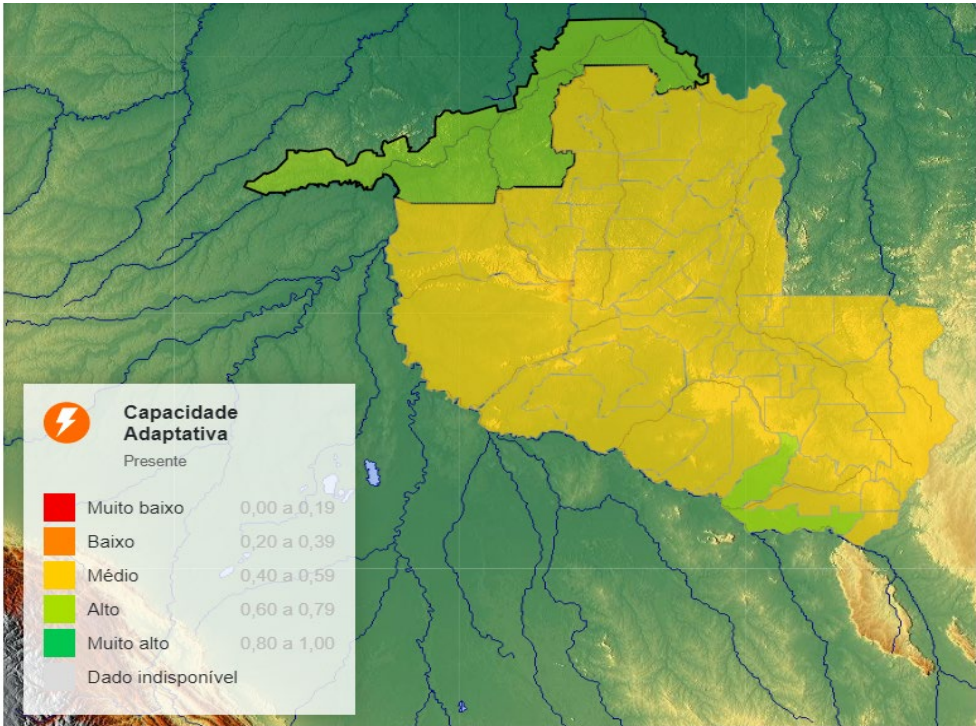 Capacidade
Adaptativa
Presente
Muito baixo 0,00 a 0,19
Baixo 0,20 a 0,39
Médio 0,40 a 0,59
Alto 0,60 a 0,79
Muito alto 0,80 a 1,00
Dado indisponível